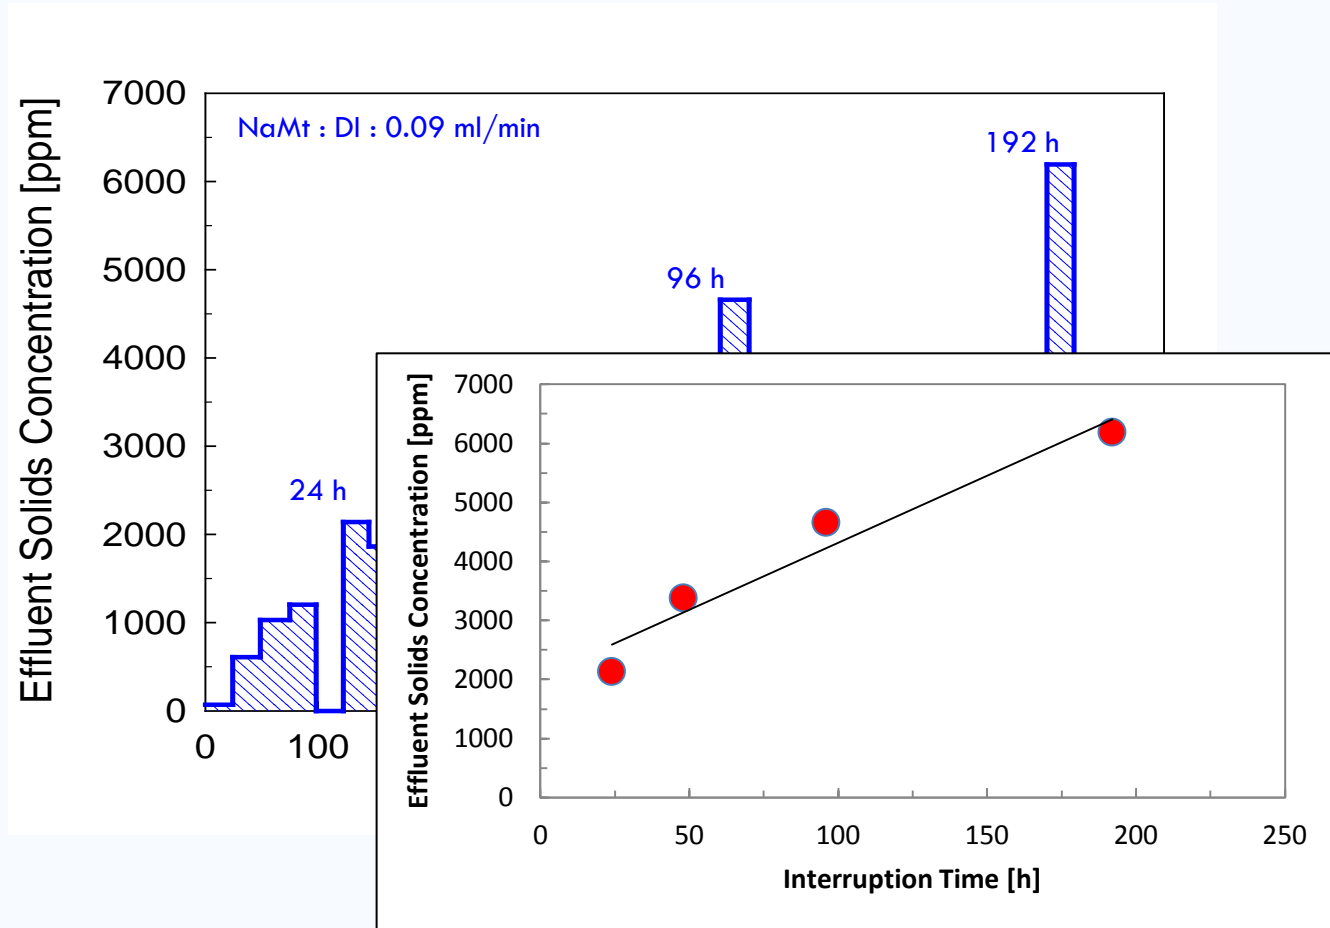 Effluent Solids Concentration [ppm]
7000
6000
5000
4000
3000
2000
1000
0
NaMt : DI : 0.09 ml/min
24 h
96 h
192 h
0 100
Effluent Solids Concentration [ppm]
7000
6000
5000
4000
3000
2000
1000
0
0 50 100 150 200 250
Interruption Time [h]